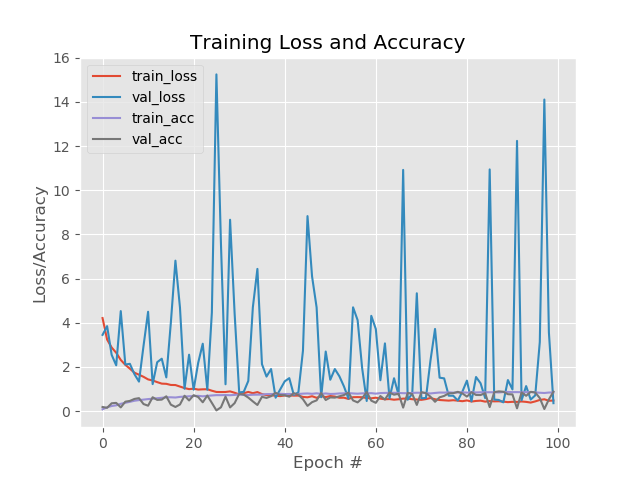 Training Loss and Accuracy
train_loss
val_loss
train_acc
val_acc
16
14
12
10
8
6
4
2
0
Loss/Accuracy
0 20 40 60 80 100
Epoch #